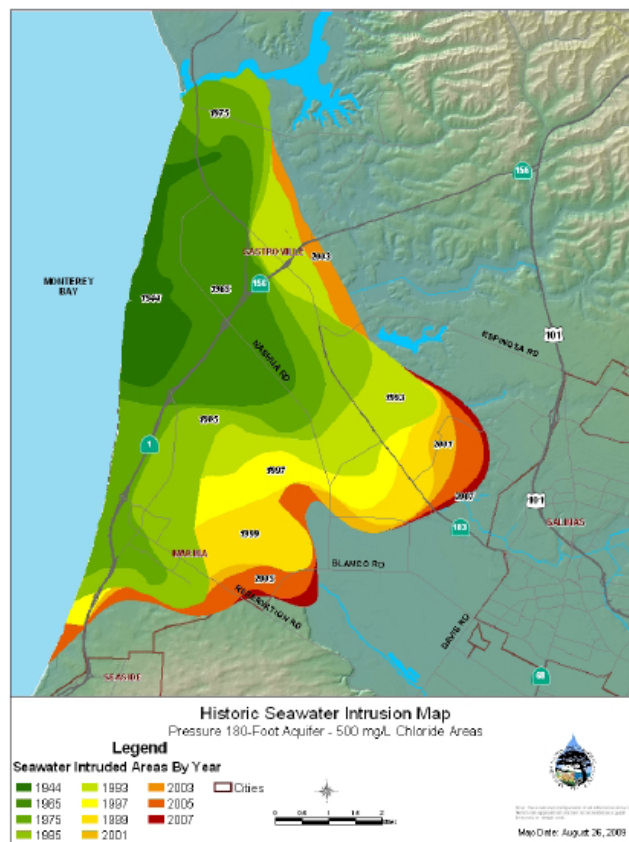 1975
156
CASTROVILLE
2003
MONTEREY
BAY
156
1965
1944
101
ESPINOSA RD
NASHUA RD
1993
1985
1
2001
1997
2007
101
SALINAS
183
1999
MARINA
BLANCO RD
2005
RESERVATION RD
DAVIS RD
SEASIDE
68
Historic Seawater Intrusion Map
Pressure 180-Foot Aquifer - 500 mg/L Chloride Areas
Legend
Seawater Intruded Areas By Year
1944 1993 2003 Cities
1965 1997 2005
1975 1999 2007
1985 2001
Map Date: August 26, 2009